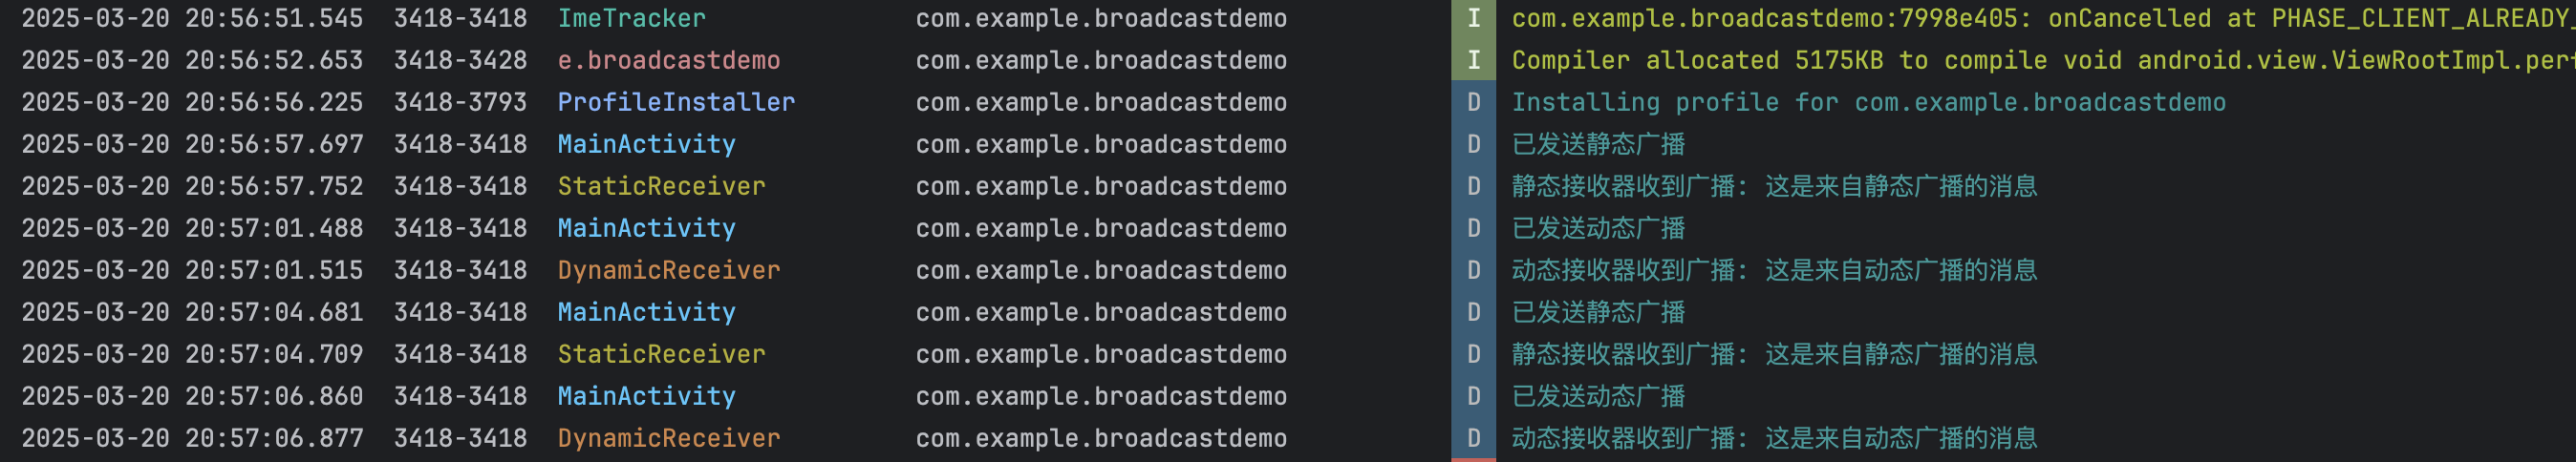 2025-03-20 20:56:51.545 3418-3418 ImeTracker com.example.broadcastdemo I com.example.broadcastdemo:7998e405: onCancelled at PHASE_CLIENT_ALREADY_
2025-03-20 20:56:52.653 3418-3428 e.broadcastdemo com.example.broadcastdemo I Compiler allocated 5175KB to compile void android.view.ViewRootImpl.per
2025-03-20 20:56:56.225 3418-3793 ProfileInstaller com.example.broadcastdemo D Installing profile for com.example.broadcastdemo
2025-03-20 20:56:57.697 3418-3418 MainActivity com.example.broadcastdemo D 已发送静态广播
2025-03-20 20:56:57.752 3418-3418 StaticReceiver com.example.broadcastdemo D 静态接收器收到广播: 这是来自静态广播的消息
2025-03-20 20:57:01.488 3418-3418 MainActivity com.example.broadcastdemo D 已发送动态广播
2025-03-20 20:57:01.515 3418-3418 DynamicReceiver com.example.broadcastdemo D 动态接收器收到广播: 这是来自动态广播的消息
2025-03-20 20:57:04.681 3418-3418 MainActivity com.example.broadcastdemo D 已发送静态广播
2025-03-20 20:57:04.709 3418-3418 StaticReceiver com.example.broadcastdemo D 静态接收器收到广播: 这是来自静态广播的消息
2025-03-20 20:57:06.860 3418-3418 MainActivity com.example.broadcastdemo D 已发送动态广播
2025-03-20 20:57:06.877 3418-3418 DynamicReceiver com.example.broadcastdemo D 动态接收器收到广播: 这是来自动态广播的消息